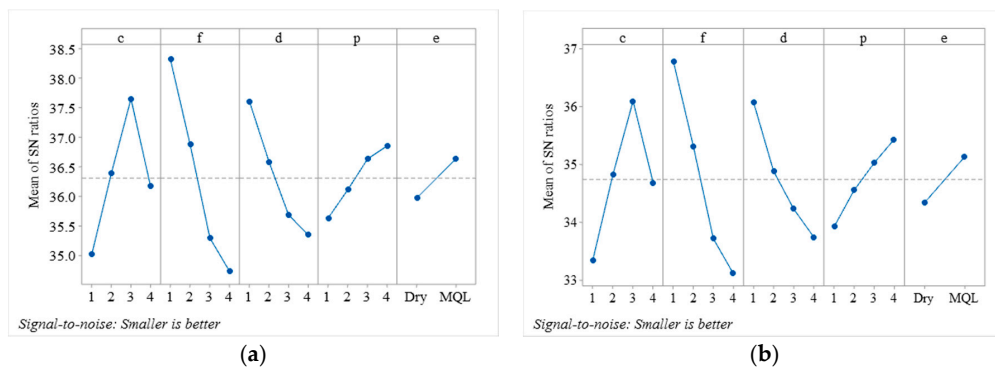 c f d p e
38.5
38.0
37.5
37.0
36.5
36.0
35.5
35.0
Mean of SN ratios
1 2 3 4 1 2 3 4 1 2 3 4 1 2 3 4 Dry MQL
Signal-to-noise: Smaller is better
(a)
c f d p e
37
36
35
34
33
Mean of SN ratios
1 2 3 4 1 2 3 4 1 2 3 4 1 2 3 4 Dry MQL
Signal-to-noise: Smaller is better
(b)